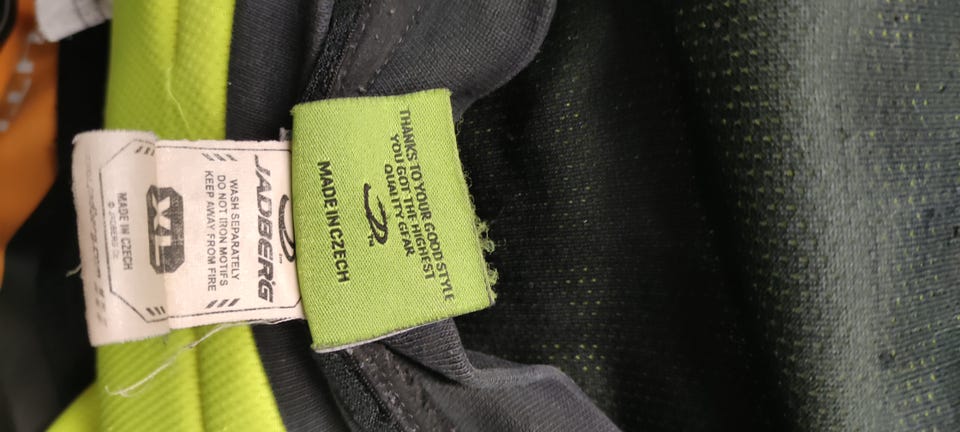 THANKS TO YOUR GOOD STYLE
YOU GOT THE HIGHEST
QUALITY GEAR
MADE IN CZECH
JADBERG
WASH SEPARATELY
DO NOT IRON MOTIFS
KEEP AWAY FROM FIRE
XL
MADE IN CZECH
© JADBERG